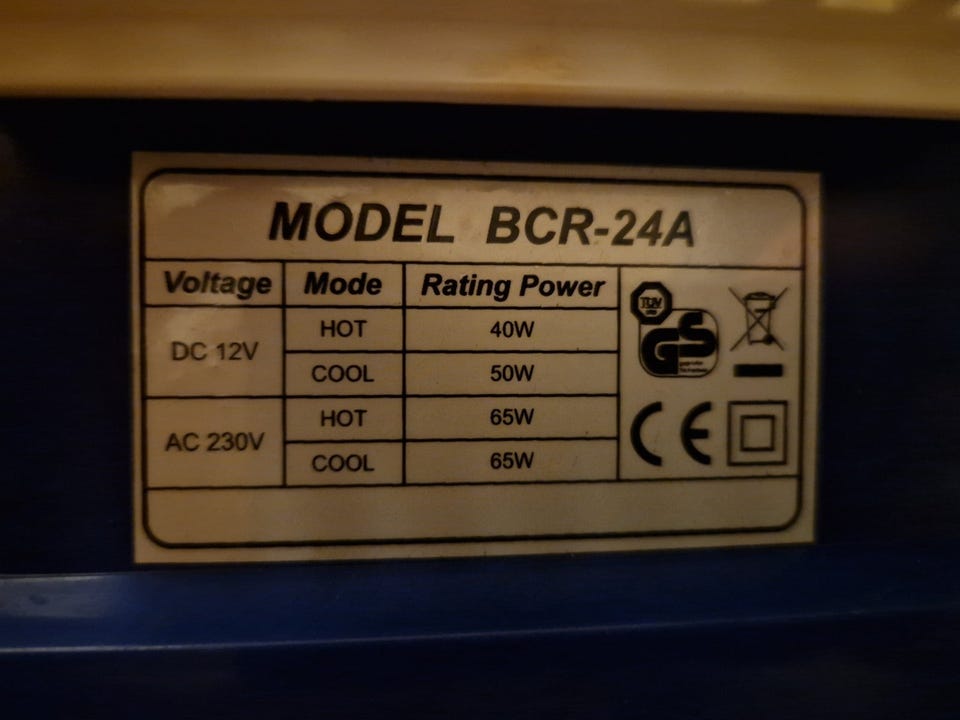 MODEL BCR-24A
Voltage Mode Rating Power
DC 12V HOT 40W
COOL 50W
AC 230V HOT 65W
COOL 65W
TÜV
GS
CE